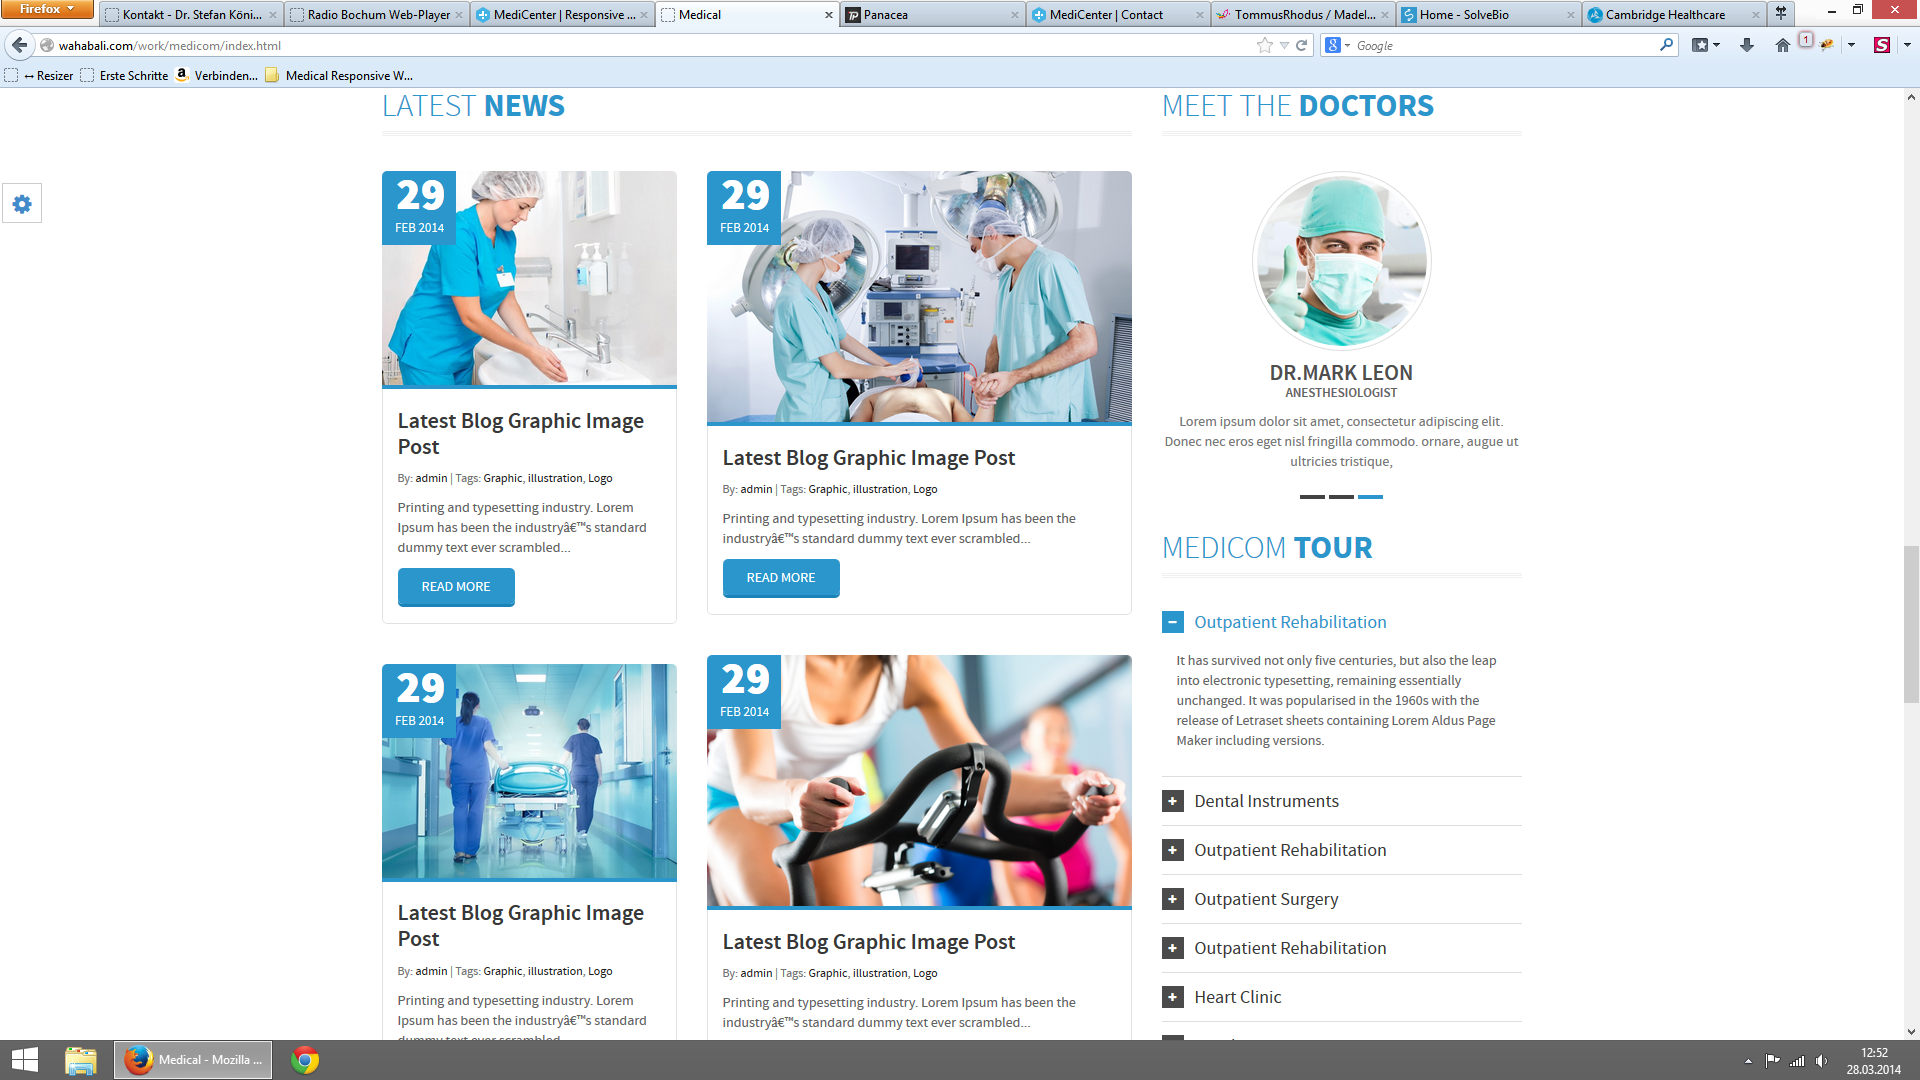 Firefox
Kontakt - Dr. Stefan Köni...
Radio Bochum Web-Player
MediCenter | Responsive ...
Medical
Panacea
MediCenter | Contact
TommusRhodus / Madel...
Home - SolveBio
Cambridge Healthcare
wahabali.com/work/medicom/index.html
Google
1
↔ Resizer
Erste Schritte
Verbinden...
Medical Responsive W...
LATEST NEWS
29
FEB 2014
Latest Blog Graphic Image
Post
By: admin | Tags: Graphic, illustration, Logo
Printing and typesetting industry. Lorem
Ipsum has been the industryâ€™s standard
dummy text ever scrambled...
READ MORE
29
FEB 2014
Latest Blog Graphic Image Post
By: admin | Tags: Graphic, illustration, Logo
Printing and typesetting industry. Lorem Ipsum has been the
industryâ€™s standard dummy text ever scrambled...
READ MORE
29
FEB 2014
Latest Blog Graphic Image
Post
By: admin | Tags: Graphic, illustration, Logo
Printing and typesetting industry. Lorem
Ipsum has been the industryâ€™s standard
dummy text ever scrambled
29
FEB 2014
Latest Blog Graphic Image Post
By: admin | Tags: Graphic, illustration, Logo
Printing and typesetting industry. Lorem Ipsum has been the
industryâ€™s standard dummy text ever scrambled...
MEET THE DOCTORS
DR.MARK LEON
ANESTHESIOLOGIST
Lorem ipsum dolor sit amet, consectetur adipiscing elit.
Donec nec eros eget nisl fringilla commodo. ornare, augue ut
ultricies tristique,
MEDICOM TOUR
Outpatient Rehabilitation
It has survived not only five centuries, but also the leap
into electronic typesetting, remaining essentially
unchanged. It was popularised in the 1960s with the
release of Letraset sheets containing Lorem Aldus Page
Maker including versions.
Dental Instruments
Outpatient Rehabilitation
Outpatient Surgery
Outpatient Rehabilitation
Heart Clinic
Medical - Mozilla ...
12:52
28.03.2014